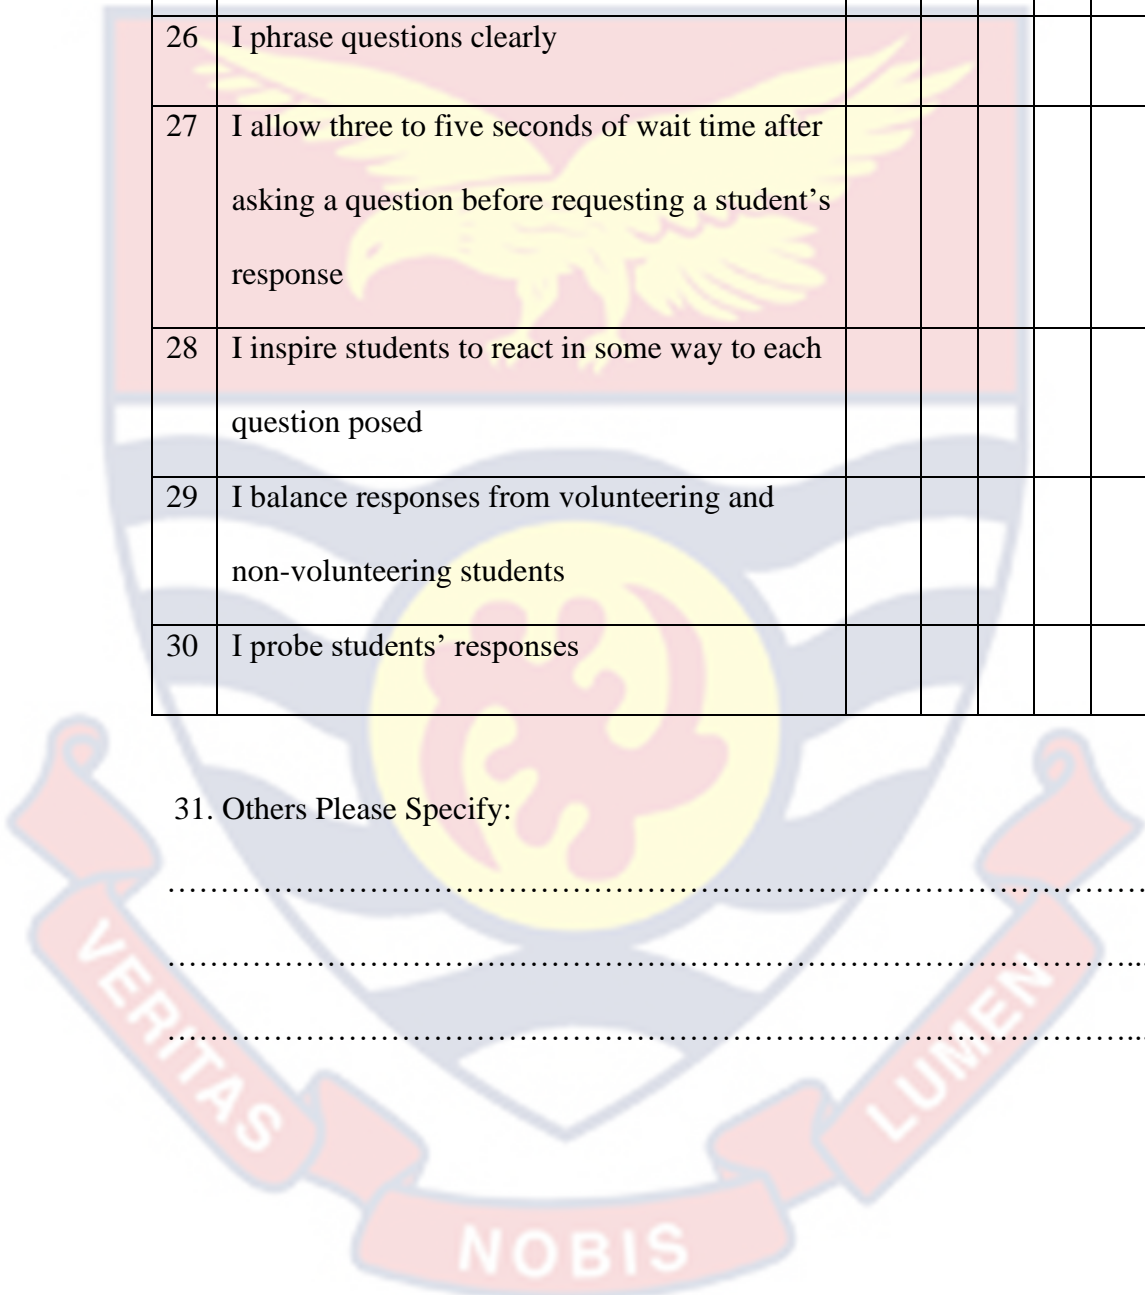 26 I phrase questions clearly
27 I allow three to five seconds of wait time after
asking a question before requesting a student's
response
28 I inspire students to react in some way to each
question posed
29 I balance responses from volunteering and
non-volunteering students
30 I probe students' responses
31. Others Please Specify:
VERITAS
NOBIS
LUMEN